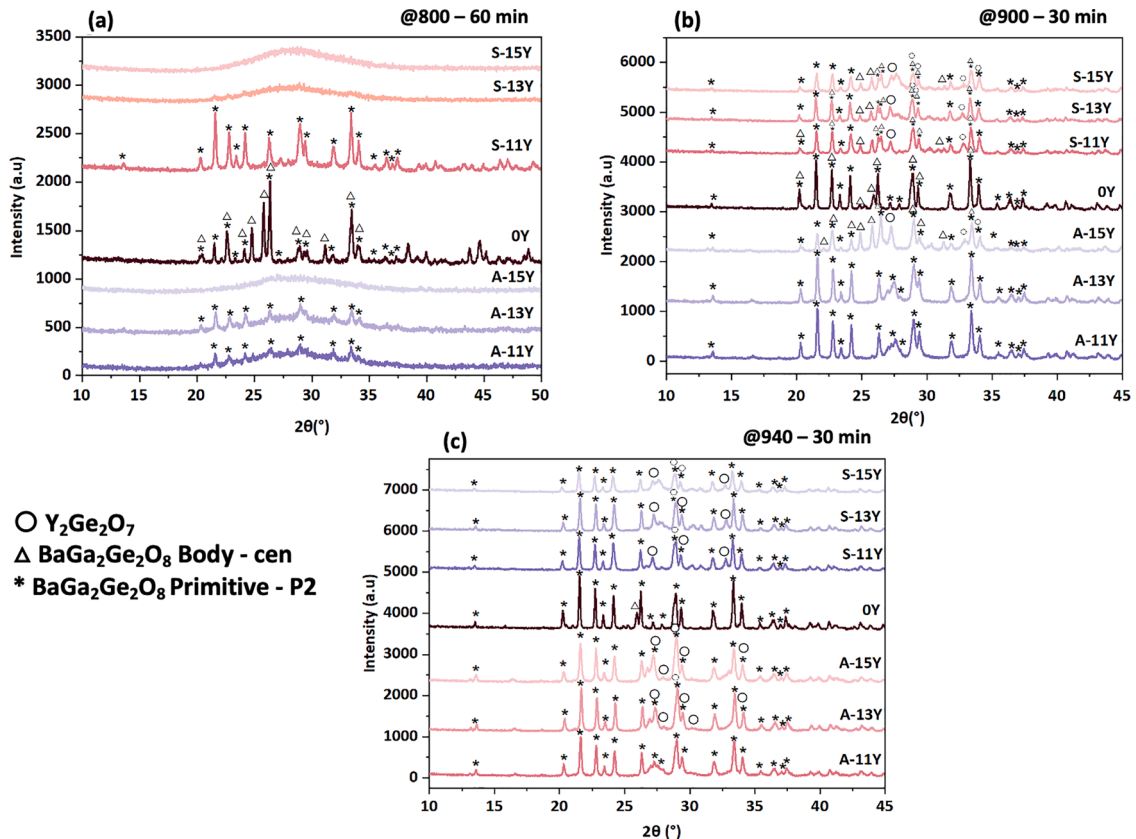 (a) @800 – 60 min
3500
3000
2500
2000
1500
1000
500
0
Intensity (a.u)
S-15Y
S-13Y
S-11Y
0Y
A-15Y
A-13Y
A-11Y
10 15 20 25 30 35 40 45 50
2θ(°)
(b) @900 – 30 min
6000
5000
4000
3000
2000
1000
0
Intensity (a.u)
S-15Y
S-13Y
S-11Y
0Y
A-15Y
A-13Y
A-11Y
10 15 20 25 30 35 40 45
2θ(°)
(c) @940 – 30 min
7000
6000
5000
4000
3000
2000
1000
0
Intensity (a.u)
S-15Y
S-13Y
S-11Y
0Y
A-15Y
A-13Y
A-11Y
10 15 20 25 30 35 40 45
2θ (°)
○ Y₂Ge₂O₇
△ BaGa₂Ge₂O₈ Body - cen
* BaGa₂Ge₂O₈ Primitive - P2